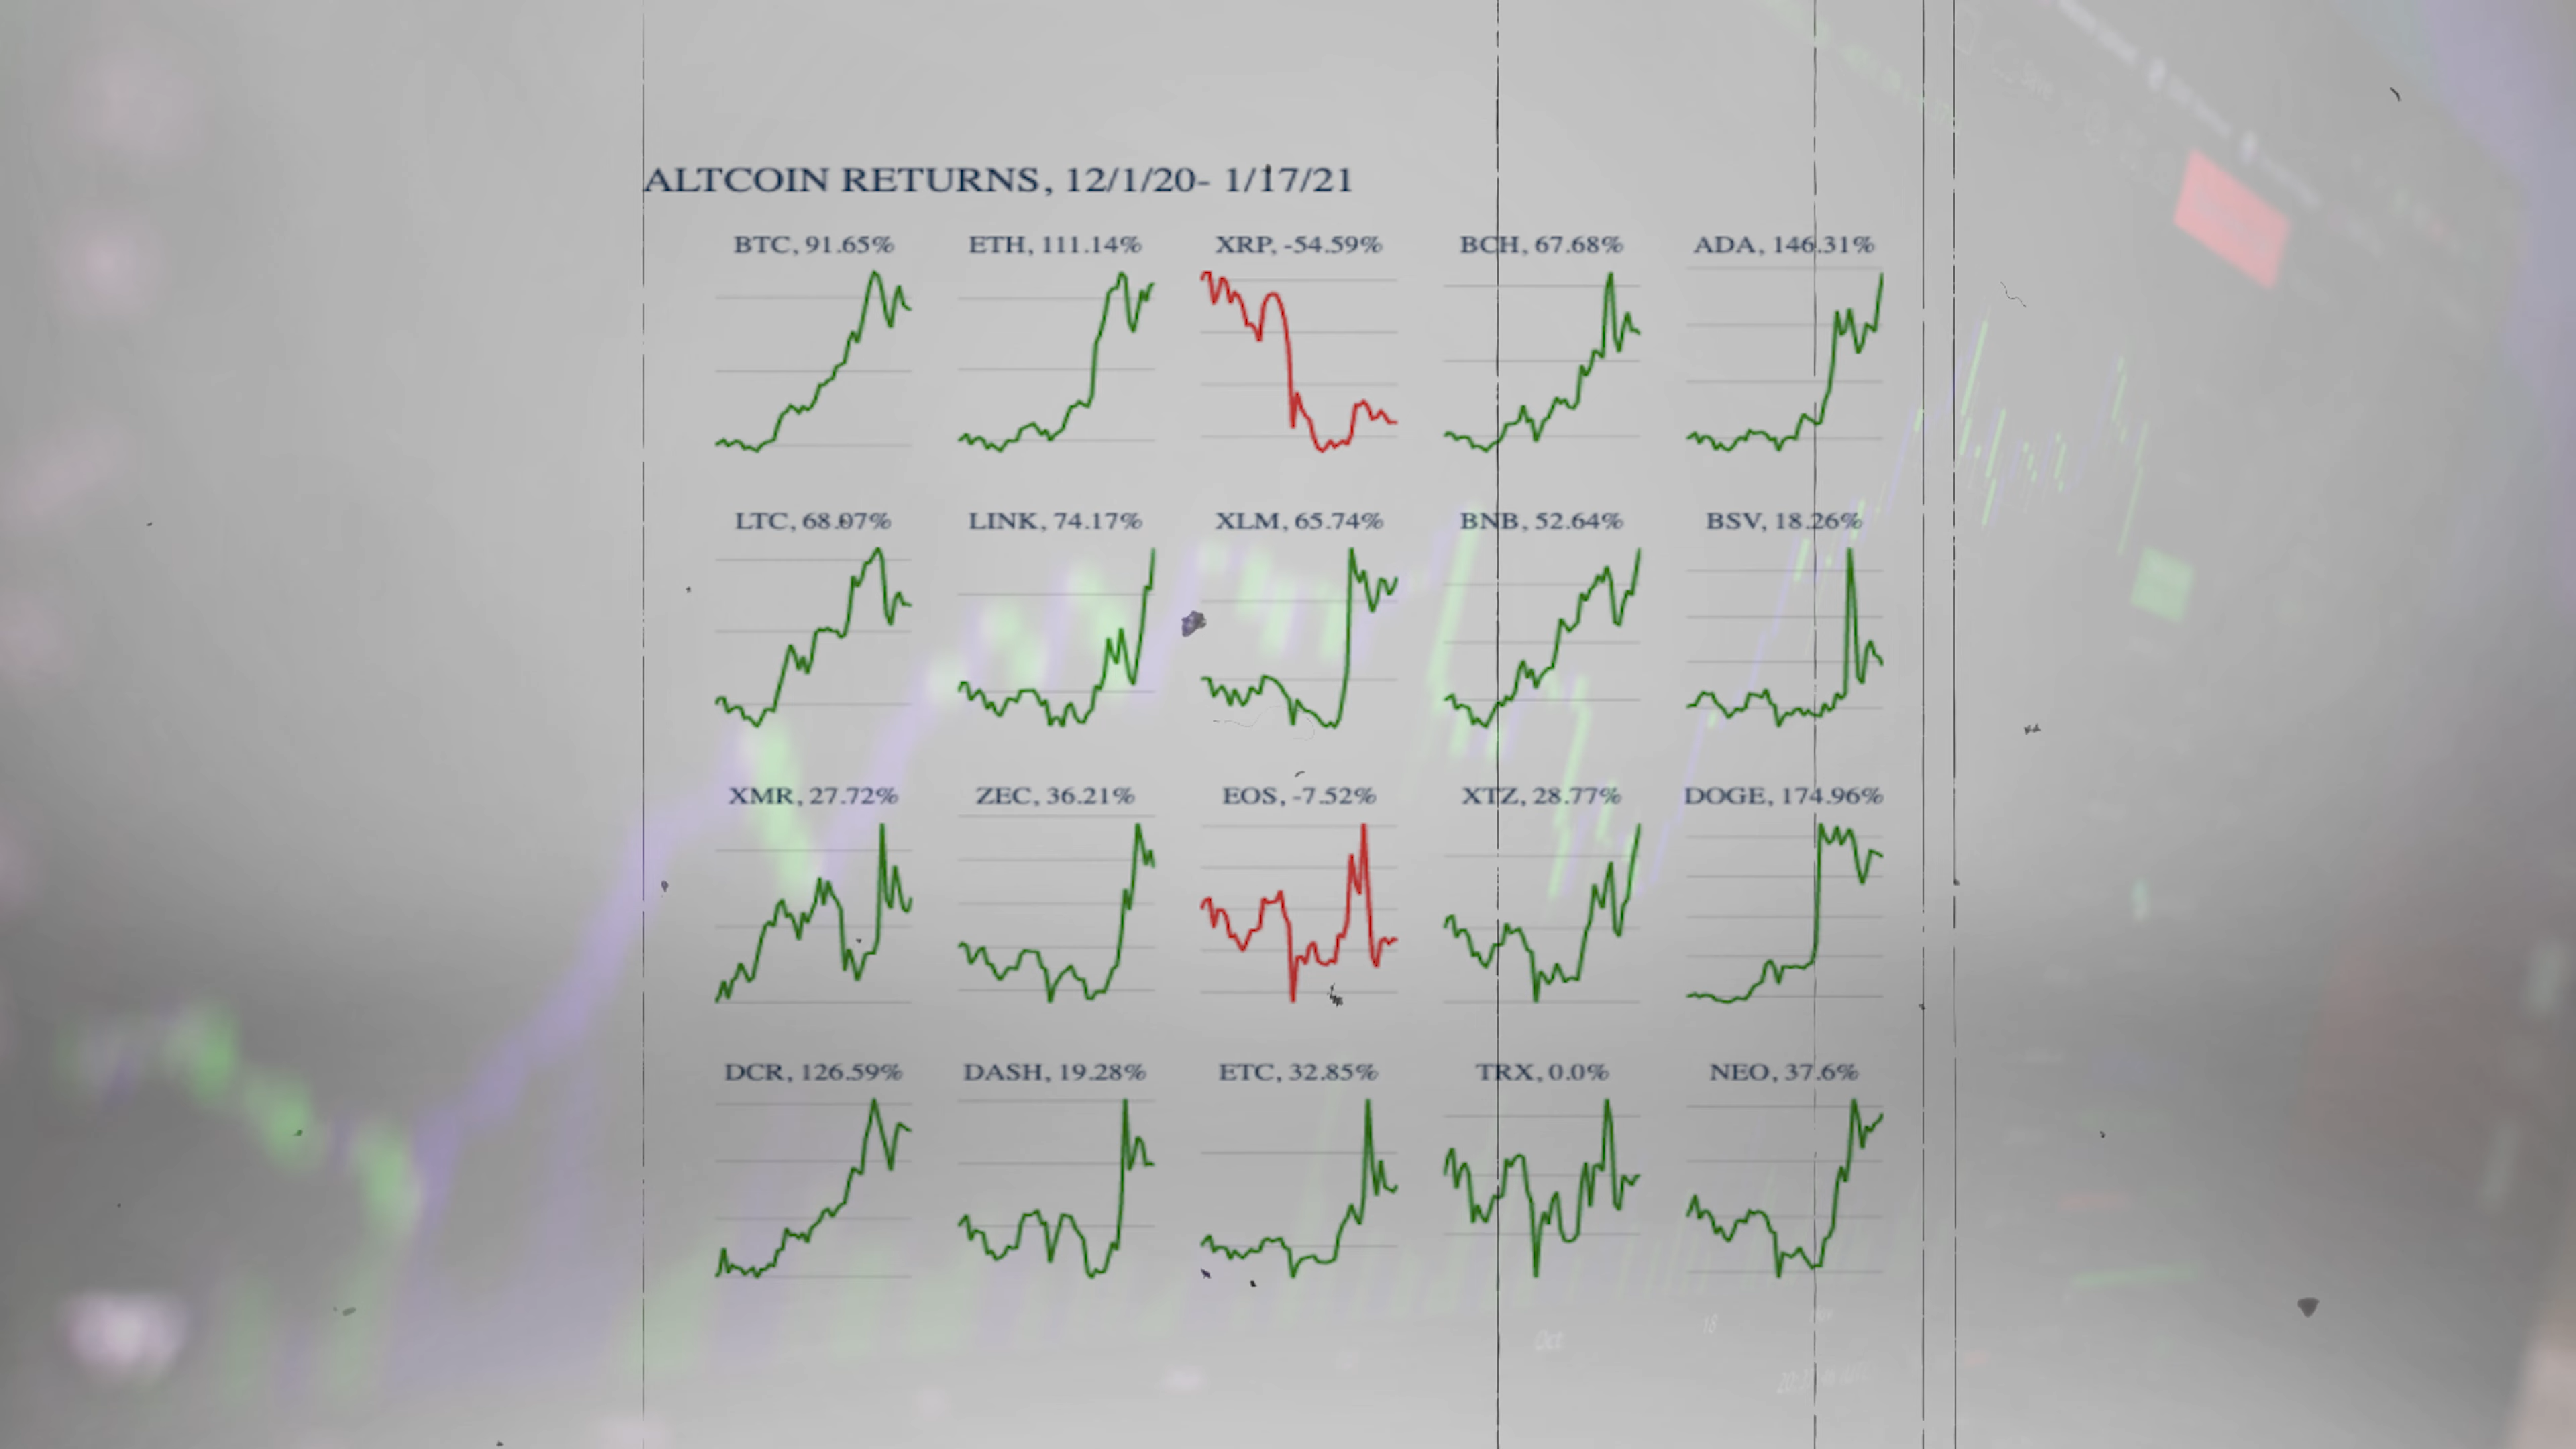 ALTCOIN RETURNS, 12/1/20- 1/17/21
BTC, 91.65% ETH, 111.14% XRP, -54.59% BCH, 67.68% ADA, 146.31%
LTC, 68.07% LINK, 74.17% XLM, 65.74% BNB, 52.64% BSV, 18.26%
XMR, 27.72% ZEC, 36.21% EOS, -7.52% XTZ, 28.77% DOGE, 174.96%
DCR, 126.59% DASH, 19.28% ETC, 32.85% TRX, 0.0% NEO, 37.6%
Oct 18